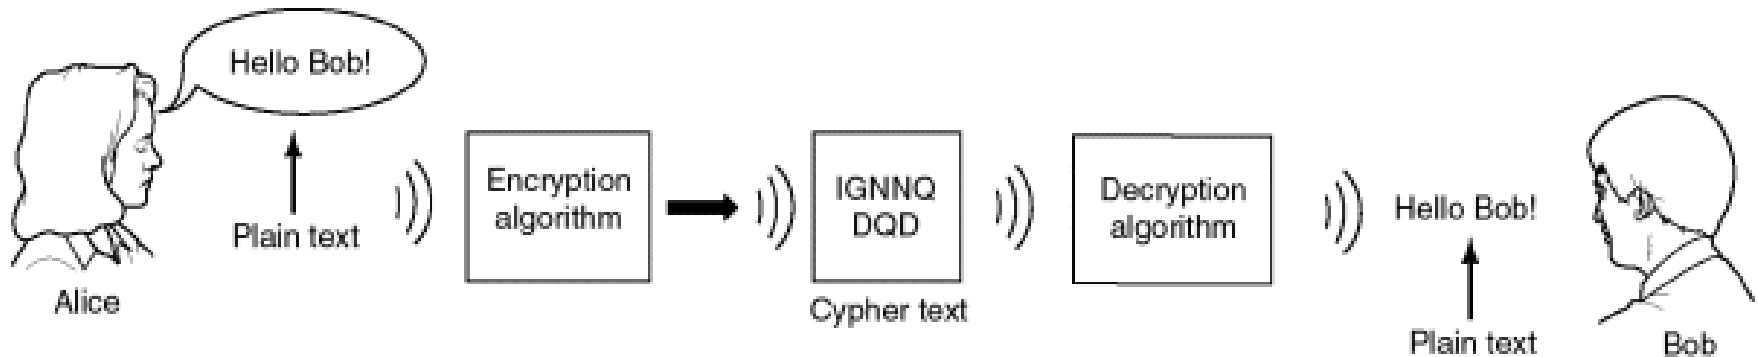 Hello Bob!
Plain text
Alice
Encryption
algorithm
IGNNQ
DQD
Cypher text
Decryption
algorithm
Hello Bob!
Plain text
Bob